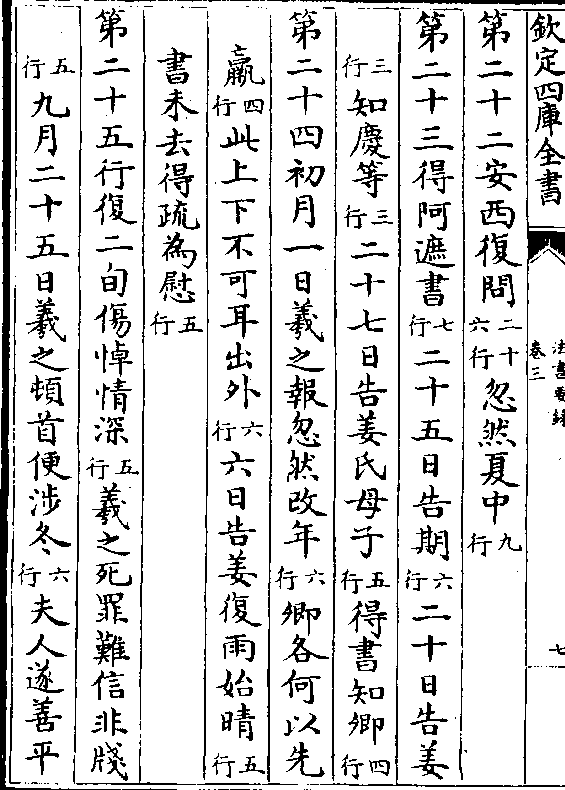 欽定四庫全書
法書要録
卷三
七
第二十二安西復問二十六行忽然夏中九行
第二十三得阿遮書七行二十五日告期六行二十日告姜
三行知慶等三行二十七日告姜氏母子五行得書知卿四行
第二十四初月一日羲之報忽然改年六行卿各何以先
羸四行此上下不可耳出外六行六日告姜復雨始晴五行
書未去得疏為慰五行
第二十五行復二旬傷悼情深五行羲之死罪難信非牋
五行九月二十五日羲之頓首便涉冬六行夫人遂善平